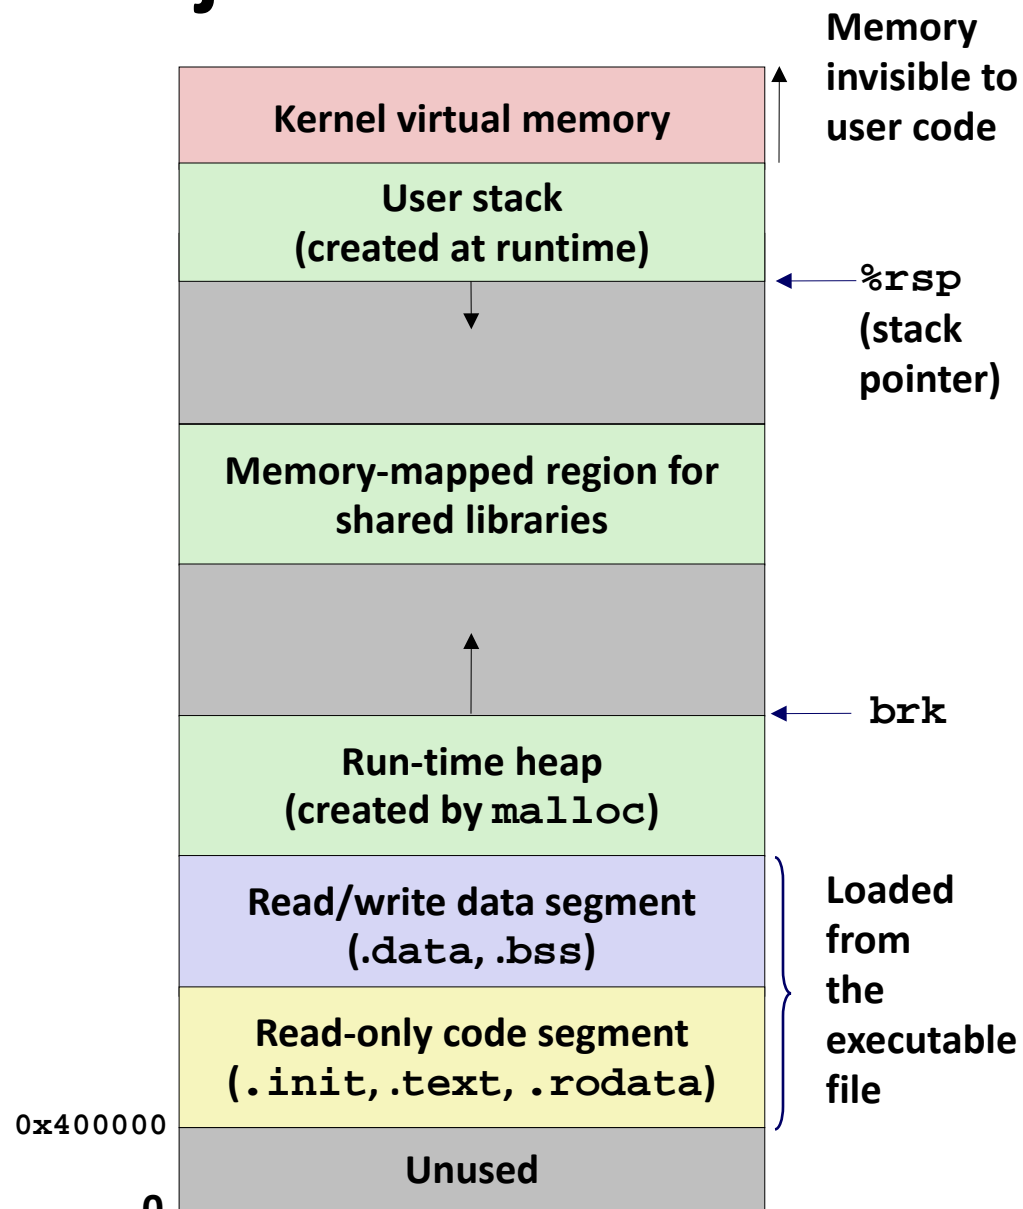 Memory
invisible to
user code
Kernel virtual memory
User stack
(created at runtime)
%rsp
(stack
pointer)
Memory-mapped region for
shared libraries
brk
Run-time heap
(created by malloc)
Read/write data segment
(.data, .bss)
Loaded
from
the
executable
file
Read-only code segment
(.init, .text, .rodata)
0x400000
Unused
0